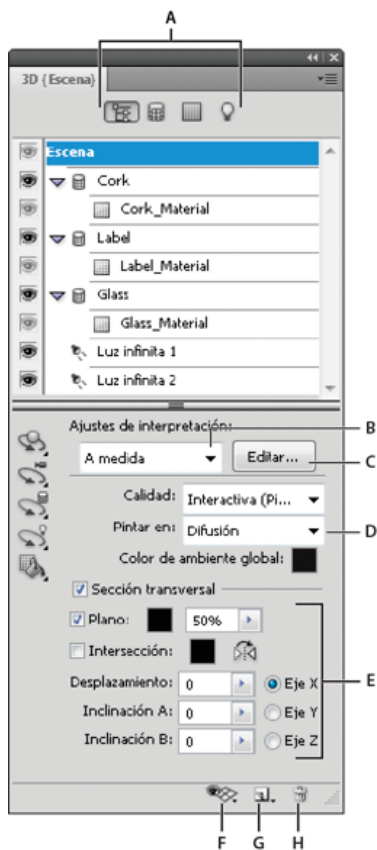 A
3D {Escena}
Escena
Cork
Cork_Material
Label
Label_Material
Glass
Glass_Material
Luz infinita 1
Luz infinita 2
Ajustes de interpretación:
B
A medida
Editar...
C
Calidad: Interactiva (Pi...
Pintar en: Difusión
D
Color de ambiente global:
Sección transversal
Plano: 50%
Intersección:
E
Desplazamiento: 0 Eje X
Inclinación A: 0 Eje Y
Inclinación B: 0 Eje Z
F G H